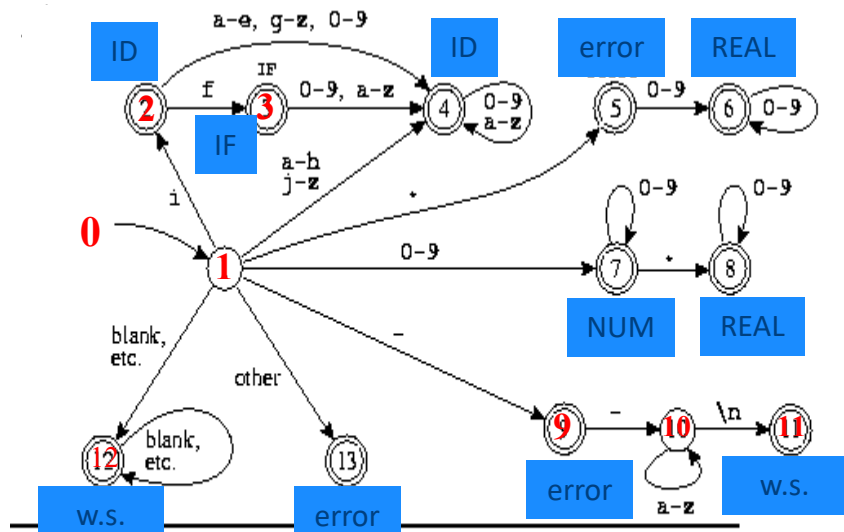 a-e, g-z, 0-9
ID
ID
error
REAL
IF
2
f
3
0-9, a-z
4
0-9
a-z
5
0-9
6
0-9
IF
a-h
j-z
i
.
0-9
0-9
0
1
0-9
7
.
8
NUM
REAL
blank,
etc.
other
-
9
-
10
\n
11
12
blank,
etc.
13
error
a-z
w.s.
w.s.
error